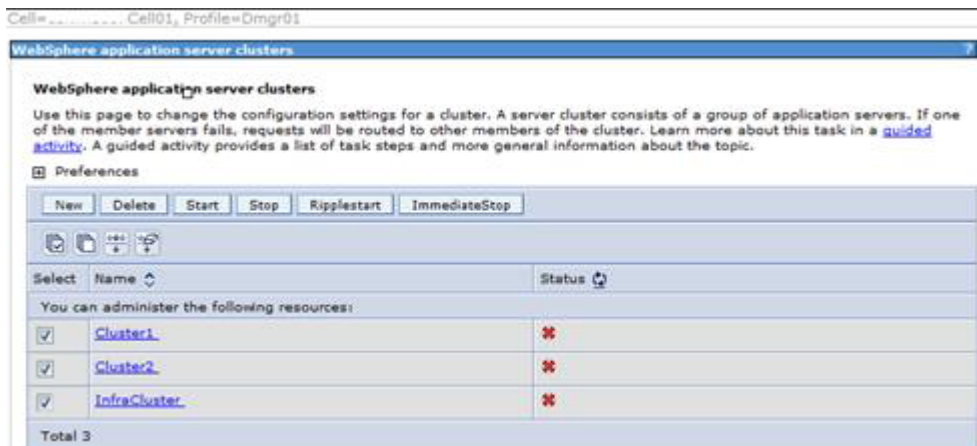 Cell=........... Cell01, Profile=Dmgr01
WebSphere application server clusters ?
WebSphere application server clusters
Use this page to change the configuration settings for a cluster. A server cluster consists of a group of application servers. If one
of the member servers fails, requests will be routed to other members of the cluster. Learn more about this task in a guided
activity. A guided activity provides a list of task steps and more general information about the topic.
Preferences
New Delete Start Stop Ripplestart ImmediateStop
Select Name Status
You can administer the following resources:
Cluster1
Cluster2
InfraCluster
Total 3